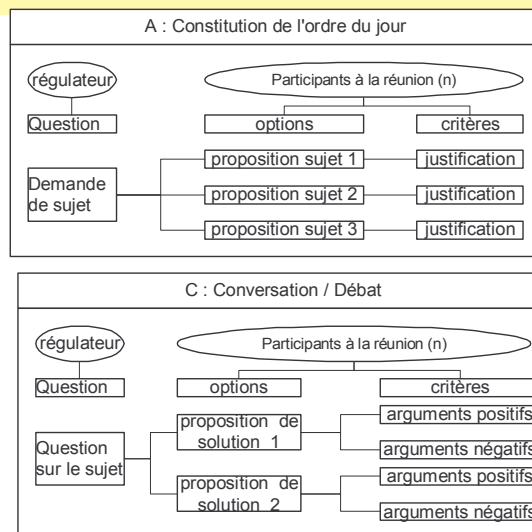 A : Constitution de l'ordre du jour
régulateur
Participants à la réunion (n)
Question
options
critères
Demande
de sujet
proposition sujet 1
justification
proposition sujet 2
justification
proposition sujet 3
justification
C : Conversation / Débat
régulateur
Participants à la réunion (n)
Question
options
critères
Question
sur le sujet
proposition de
solution 1
arguments positifs
arguments négatifs
proposition de
solution 2
arguments positifs
arguments négatifs